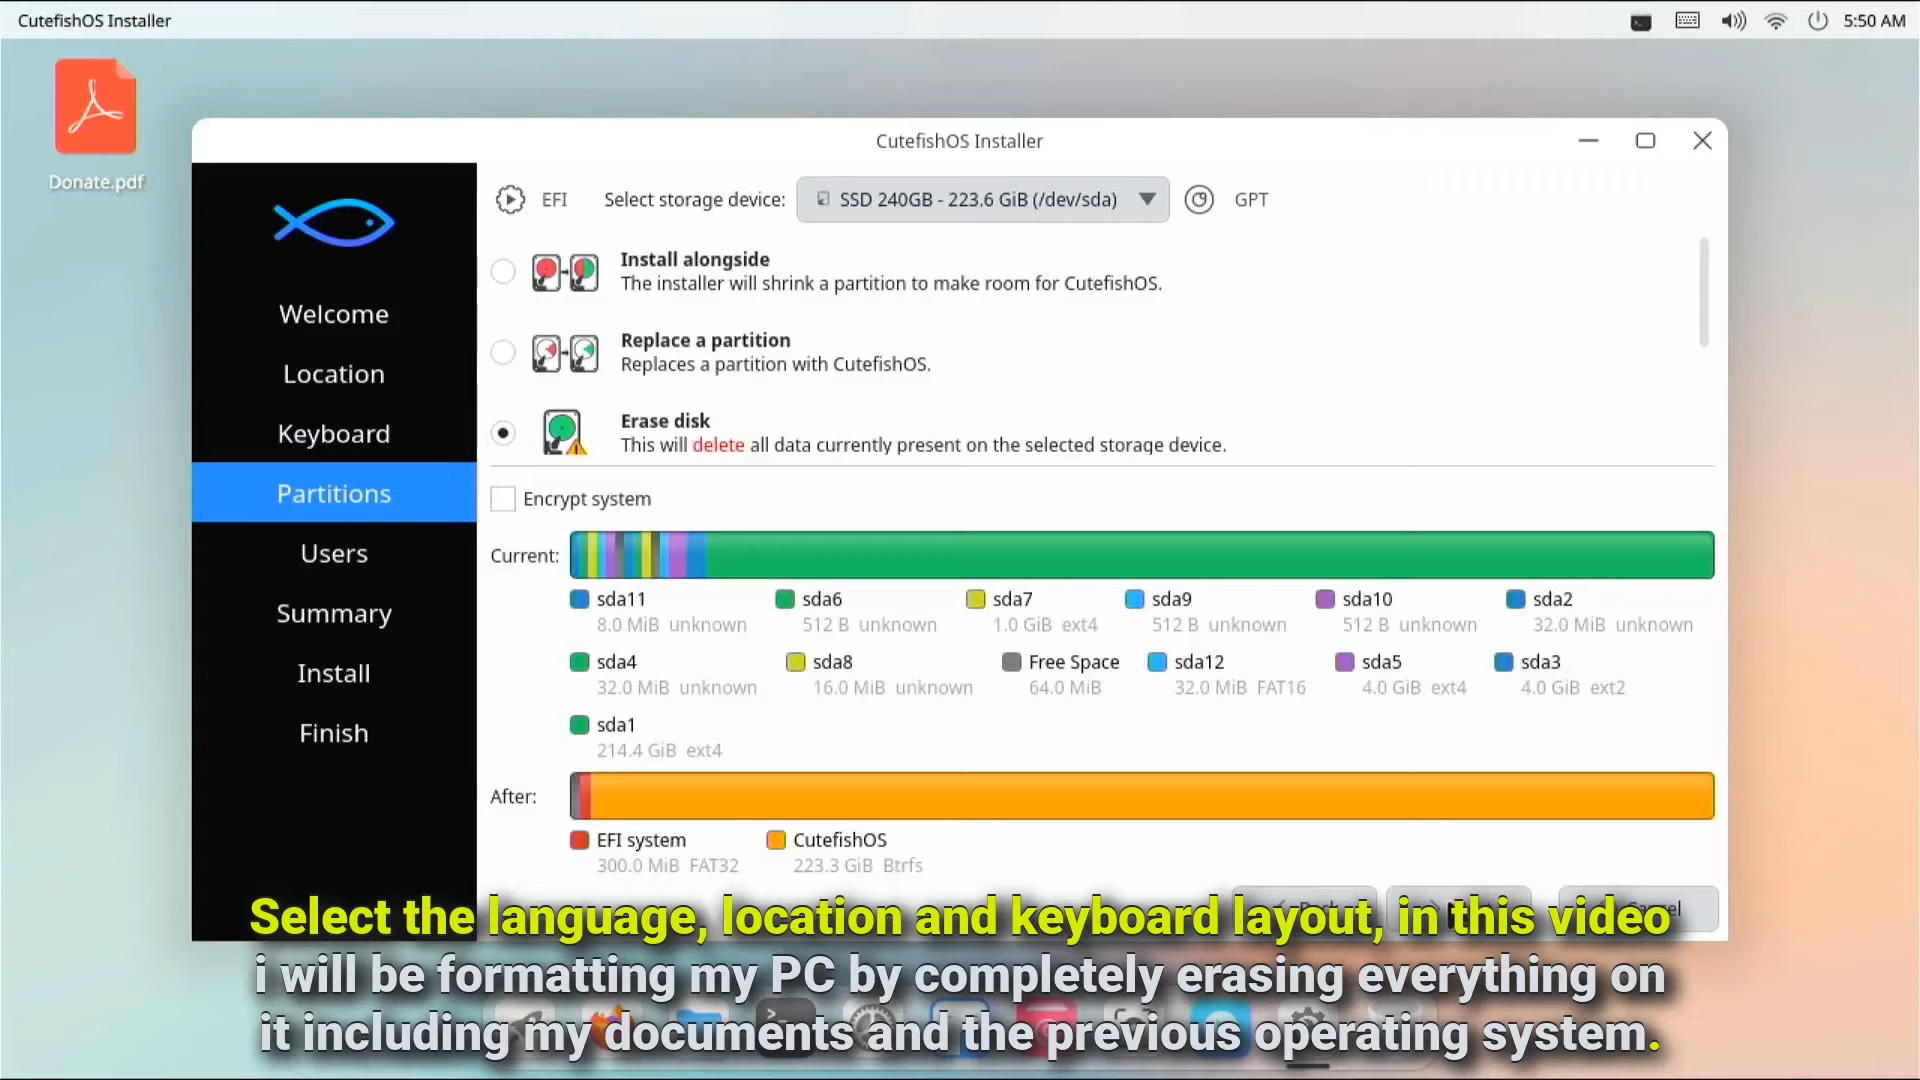 CutefishOS Installer
5:50 AM
Donate.pdf
CutefishOS Installer
Welcome
Location
Keyboard
Partitions
Users
Summary
Install
Finish
EFI
Select storage device:
SSD 240GB - 223.6 GiB (/dev/sda)
GPT
Install alongside
The installer will shrink a partition to make room for CutefishOS.
Replace a partition
Replaces a partition with CutefishOS.
Erase disk
This will delete all data currently present on the selected storage device.
Encrypt system
Current:
sda11 sda6 sda7 sda9 sda10 sda2
8.0 MiB unknown 512 B unknown 1.0 GiB ext4 512 B unknown 512 B unknown 32.0 MiB unknown
sda4 sda8 Free Space sda12 sda5 sda3
32.0 MiB unknown 16.0 MiB unknown 64.0 MiB 32.0 MiB FAT16 4.0 GiB ext4 4.0 GiB ext2
sda1
214.4 GiB ext4
After:
EFI system CutefishOS
300.0 MiB FAT32 223.3 GiB Btrfs
Select the language, location and keyboard layout, in this video
i will be formatting my PC by completely erasing everything on
it including my documents and the previous operating system.